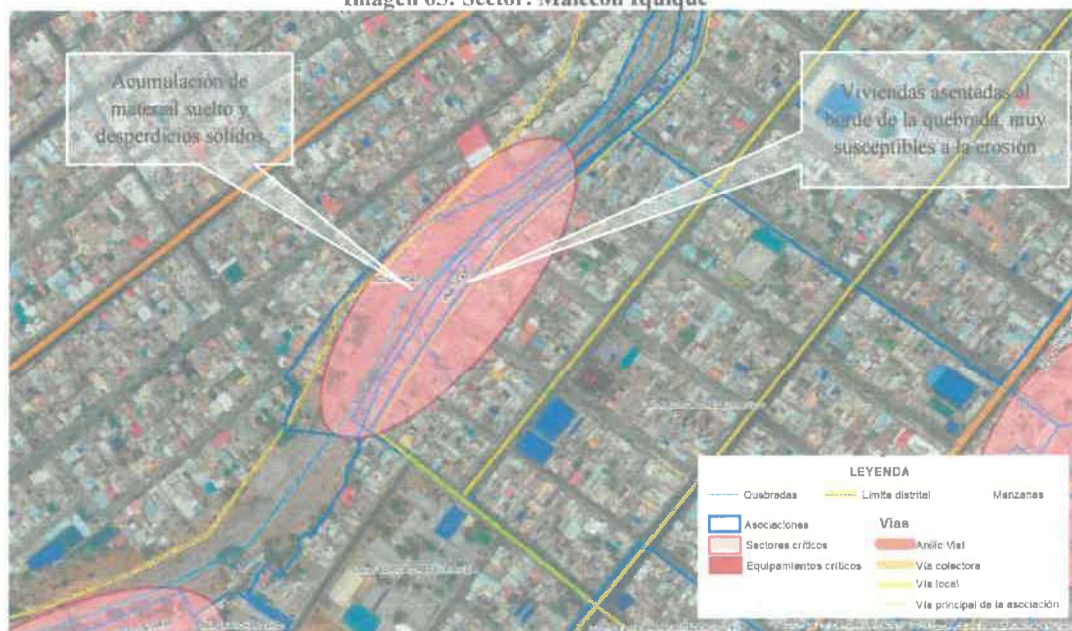 Imagen 03: Sector: Malecón Iquique
Acumulación de
material suelto y
desperdicios sólidos
Viviendas asentadas al
borde de la quebrada, muy
susceptibles a la erosión
LEYENDA
Quebradas
Límite distrital
Manzanas
Asociaciones
Vías
Sectores críticos
Anillo Vial
Equipamientos críticos
Vía colectora
Vía local
Vía principal de la asociación